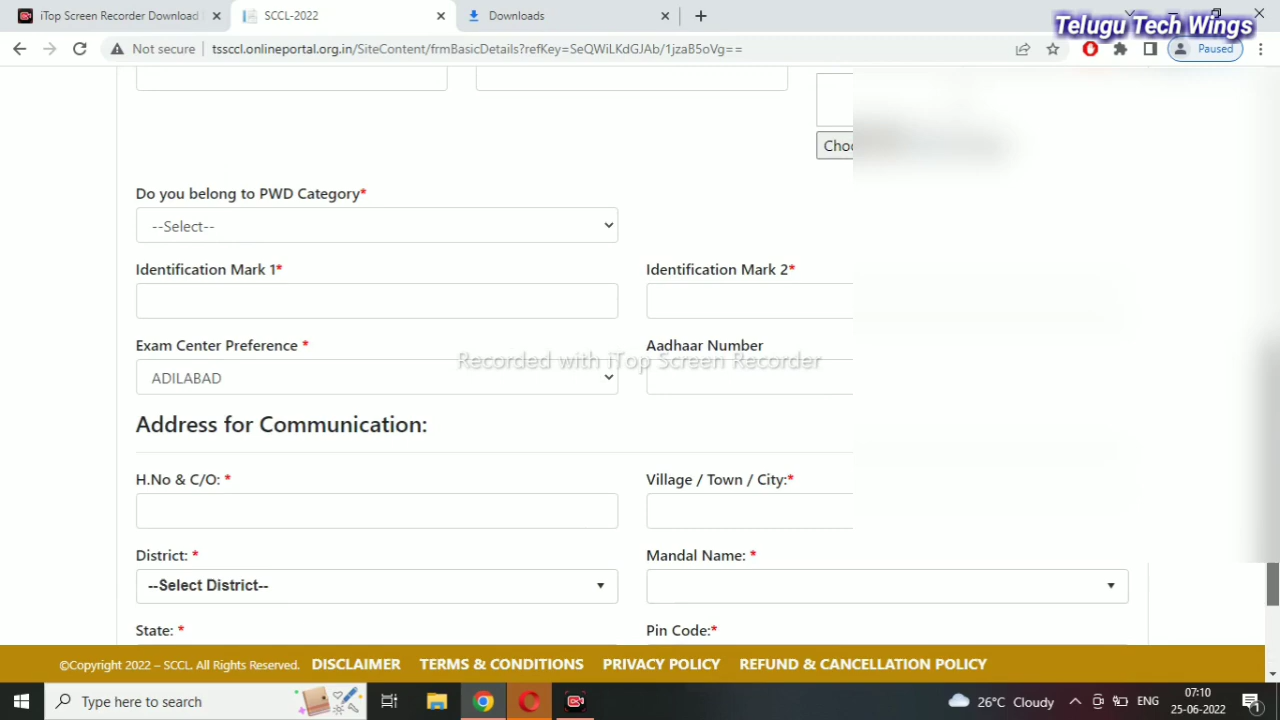 iTop Screen Recorder Download
SCCL-2022
Downloads
Telugu Tech Wings
Not secure
tssccl.onlineportal.org.in/SiteContent/frmBasicDetails?refKey=SeQWiLKdGJAb/1jzaB5oVg==
Paused
Choo
Do you belong to PWD Category*
--Select--
Identification Mark 1*
Identification Mark 2*
Exam Center Preference *
Aadhaar Number
Recorded with iTop Screen Recorder
ADILABAD
Address for Communication:
H.No & C/O: *
Village / Town / City:*
District: *
Mandal Name: *
--Select District--
State: *
Pin Code:*
©Copyright 2022 – SCCL. All Rights Reserved. DISCLAIMER TERMS & CONDITIONS PRIVACY POLICY REFUND & CANCELLATION POLICY
Type here to search
26°C Cloudy
ENG
07:10
25-06-2022
1